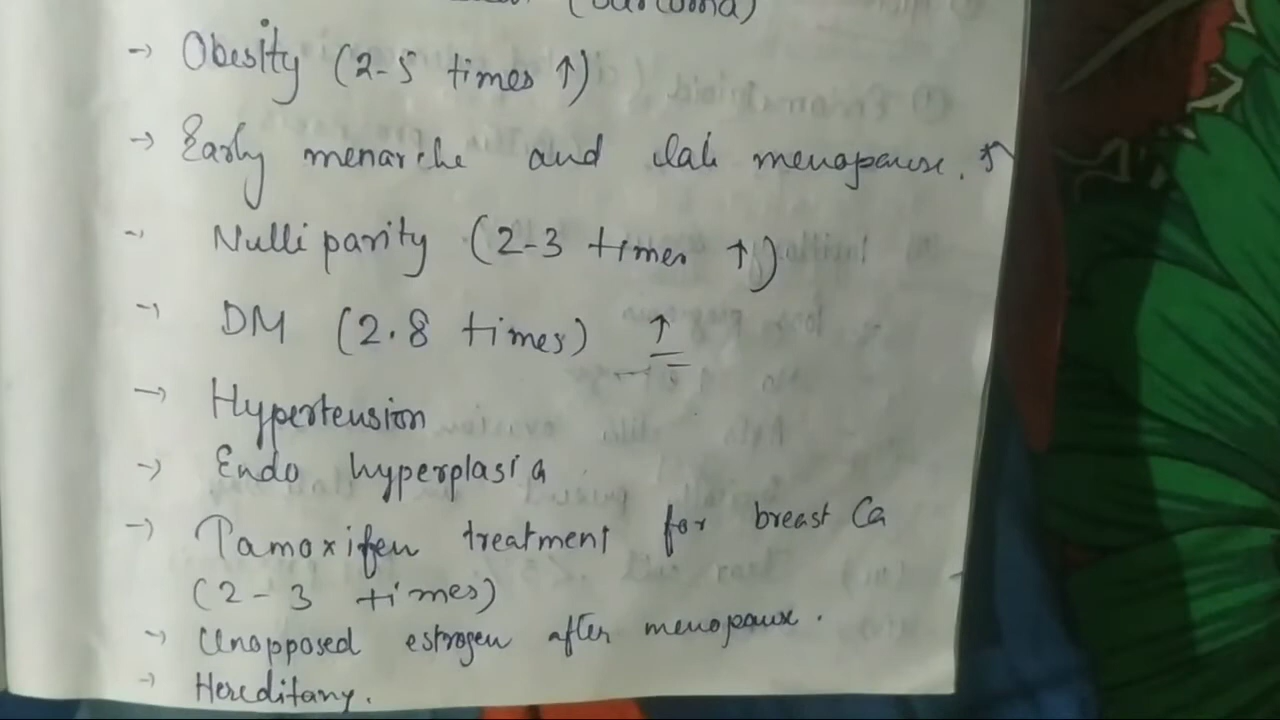 (Sarcoma)
→ Obesity (2-5 times ↑)
→ Early menarche and late menopause. ↑
→ Nulliparity (2-3 times ↑)
→ DM (2.8 times) ↑
→ Hypertension
→ Endo hyperplasia
→ Tamoxifen treatment for breast Ca
(2-3 times)
→ Unopposed estrogen after menopause.
→ Hereditary.